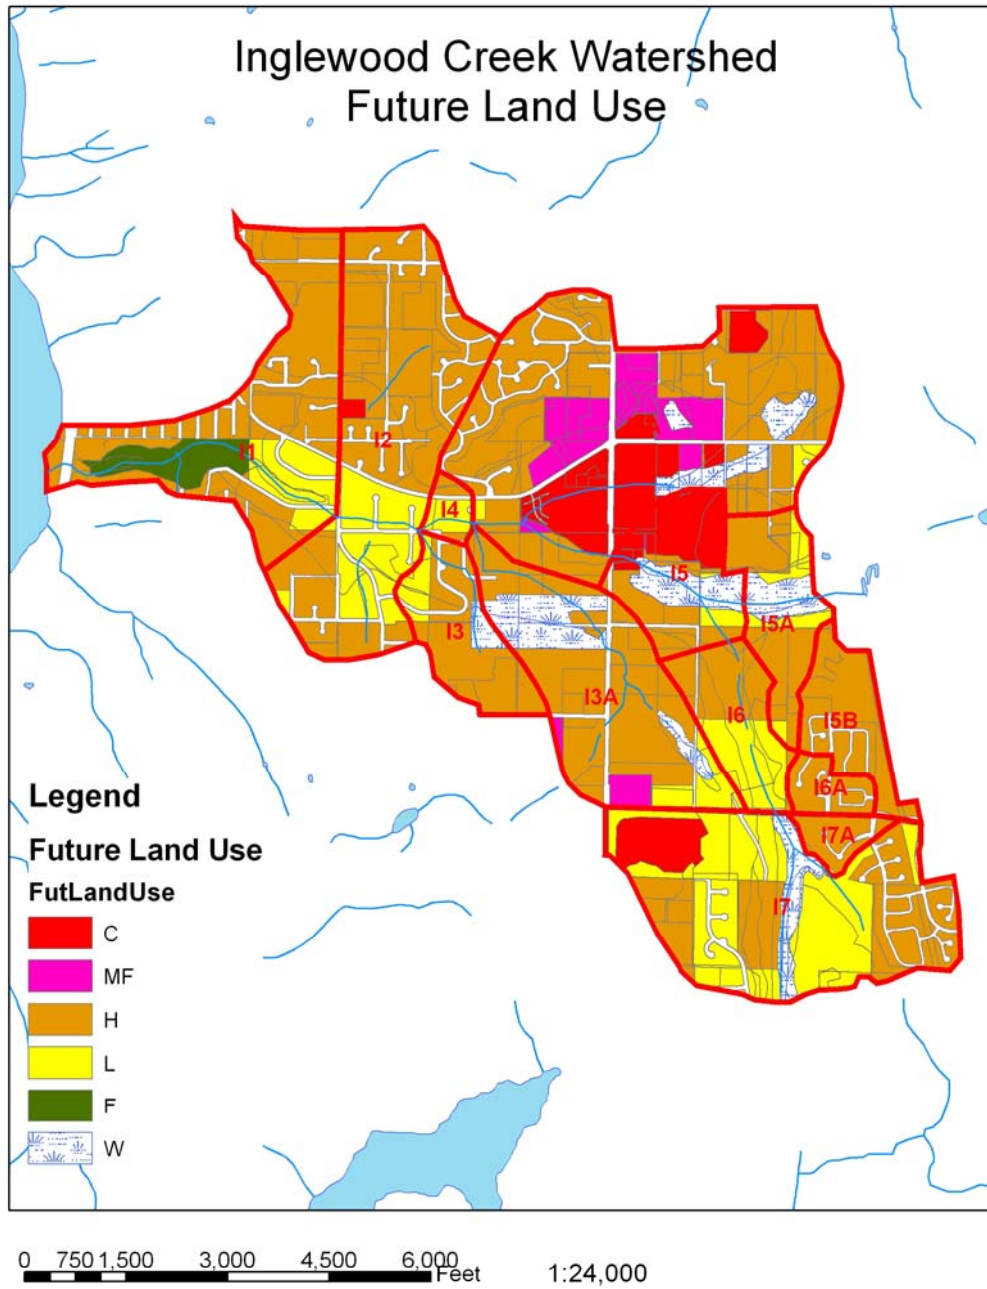 Inglewood Creek Watershed
Future Land Use
I1
I2
I4
I5
I5A
I3
I3A
I6
I5B
I6A
I7A
I7
Legend
Future Land Use
FutLandUse
C
MF
H
L
F
W
0 750 1,500 3,000 4,500 6,000
Feet 1:24,000